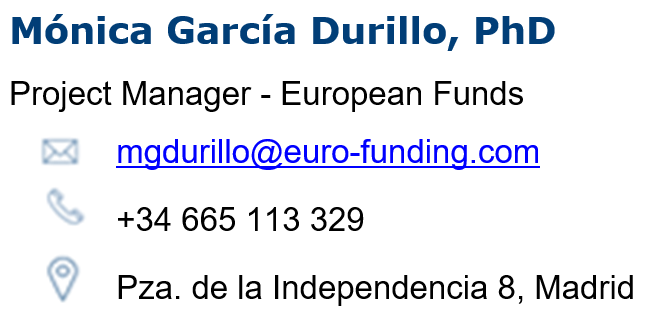 Mónica García Durillo, PhD
Project Manager - European Funds
mgdurillo@euro-funding.com
+34 665 113 329
Pza. de la Independencia 8, Madrid